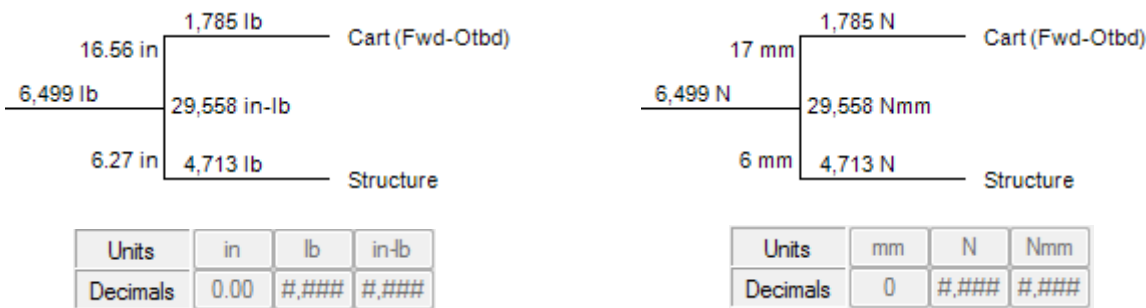 1,785 lb
Cart (Fwd-Otbd)
16.56 in
6,499 lb
29,558 in-lb
6.27 in
4,713 lb
Structure
Units in lb in-lb
Decimals 0.00 #,### #,###
1,785 N
Cart (Fwd-Otbd)
17 mm
6,499 N
29,558 Nmm
6 mm
4,713 N
Structure
Units mm N Nmm
Decimals 0 #,### #,###